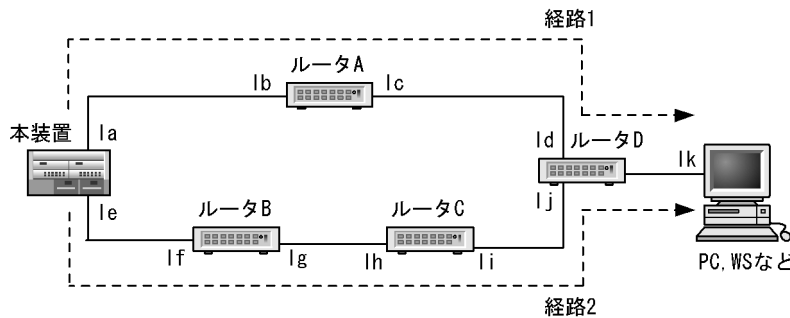 経路1
ルータA
Ib
Ic
本装置
Ia
Id
ルータD
Ik
Ie
ルータB
ルータC
Ij
If
Ig
Ih
Ii
PC,WSなど
経路2